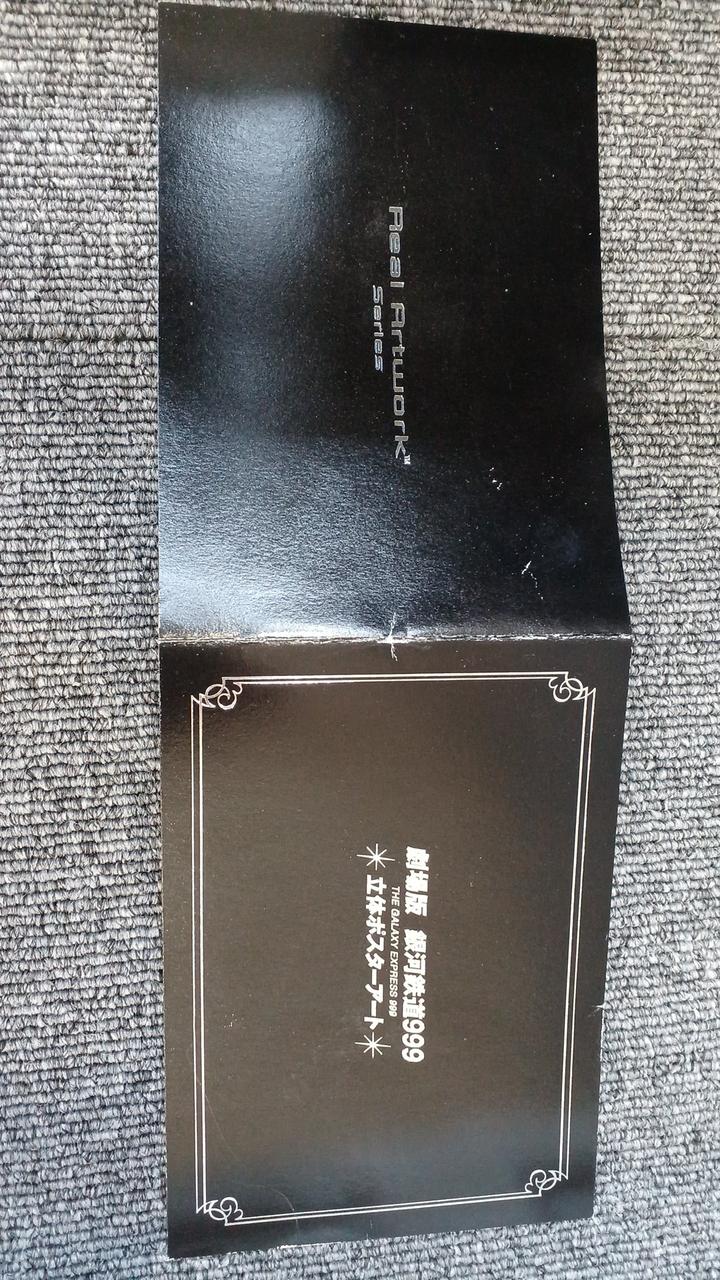 Real Artwork™
Series
劇場版 銀河鉄道999
THE GALAXY EXPRESS 999
立体ポスターアート